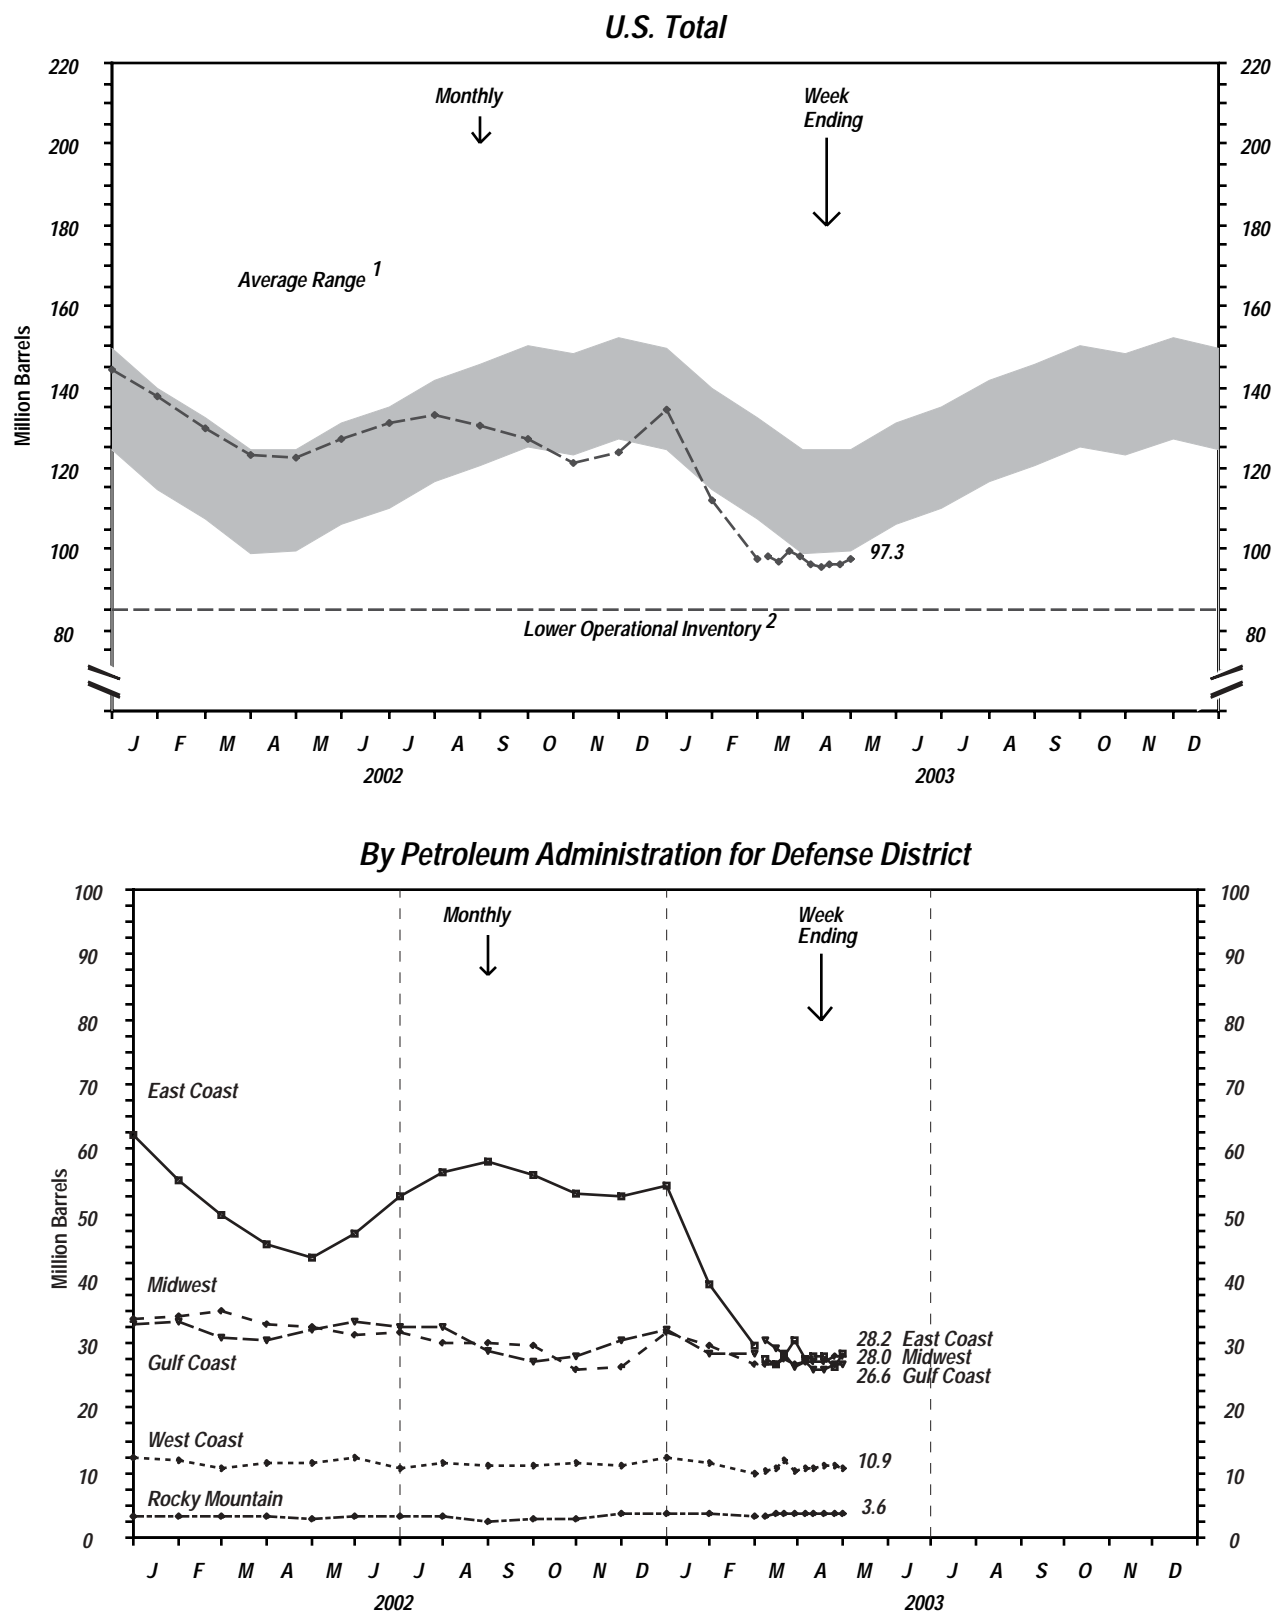 U.S. Total
220 220
Monthly Week
Ending
200 200
180 180
Average Range 1
160 160
Million Barrels
140 140
120 120
100 97.3 100
Lower Operational Inventory 2
80 80
J F M A M J J A S O N D J F M A M J J A S O N D
2002 2003
By Petroleum Administration for Defense District
100 100
Monthly Week
Ending
90 90
80 80
70 70
East Coast
60 60
Million Barrels
50 50
40 40
Midwest
30 28.2 East Coast 30
28.0 Midwest
Gulf Coast 26.6 Gulf Coast
20 20
West Coast 10.9
10 10
Rocky Mountain 3.6
0 0
J F M A M J J A S O N D J F M A M J J A S O N D
2002 2003